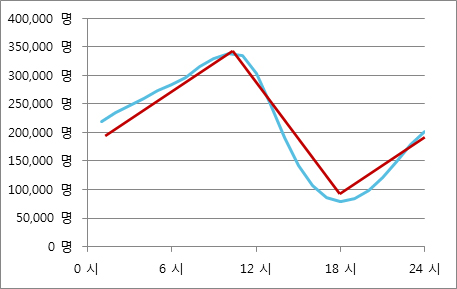 400,000 명
350,000 명
300,000 명
250,000 명
200,000 명
150,000 명
100,000 명
50,000 명
0 명
0 시 6 시 12 시 18 시 24 시